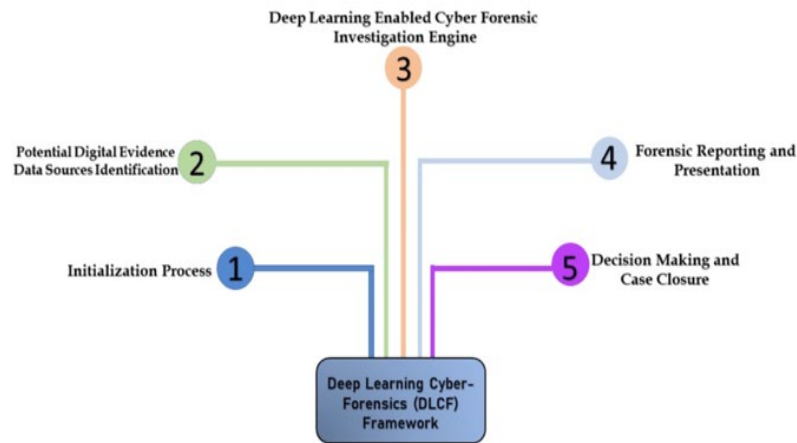 Deep Learning Enabled Cyber Forensic
Investigation Engine
3
Potential Digital Evidence
Data Sources Identification
2
4
Forensic Reporting and
Presentation
Initialization Process
1
5
Decision Making and
Case Closure
Deep Learning Cyber-
Forensics (DLCF)
Framework